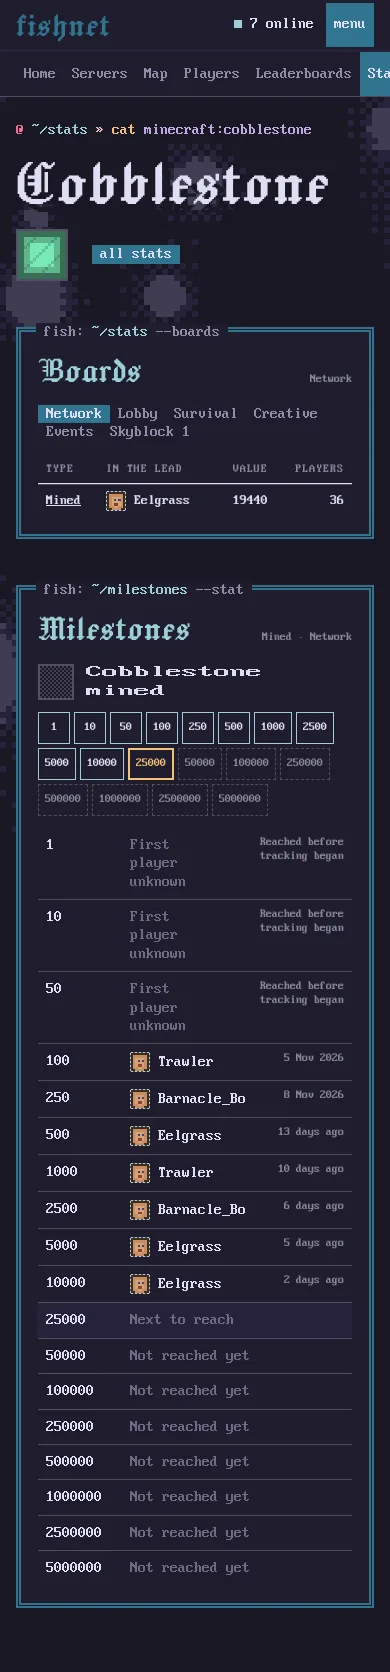 fishnet
7 online
menu
Home Servers Map Players Leaderboards Sta
@ ~/stats » cat minecraft:cobblestone
Cobblestone
all stats
fish: ~/stats --boards
Boards
Network
Network Lobby Survival Creative
Events Skyblock 1
TYPE IN THE LEAD VALUE PLAYERS
Mined Eelgrass 19440 36
fish: ~/milestones --stat
Milestones
Mined · Network
Cobblestone
mined
1 10 50 100 250 500 1000 2500
5000 10000 25000 50000 100000 250000
500000 1000000 2500000 5000000
1 First player unknown Reached before tracking began
10 First player unknown Reached before tracking began
50 First player unknown Reached before tracking began
100 Trawler 5 Nov 2026
250 Barnacle_Bo 8 Nov 2026
500 Eelgrass 13 days ago
1000 Trawler 10 days ago
2500 Barnacle_Bo 6 days ago
5000 Eelgrass 5 days ago
10000 Eelgrass 2 days ago
25000 Next to reach
50000 Not reached yet
100000 Not reached yet
250000 Not reached yet
500000 Not reached yet
1000000 Not reached yet
2500000 Not reached yet
5000000 Not reached yet